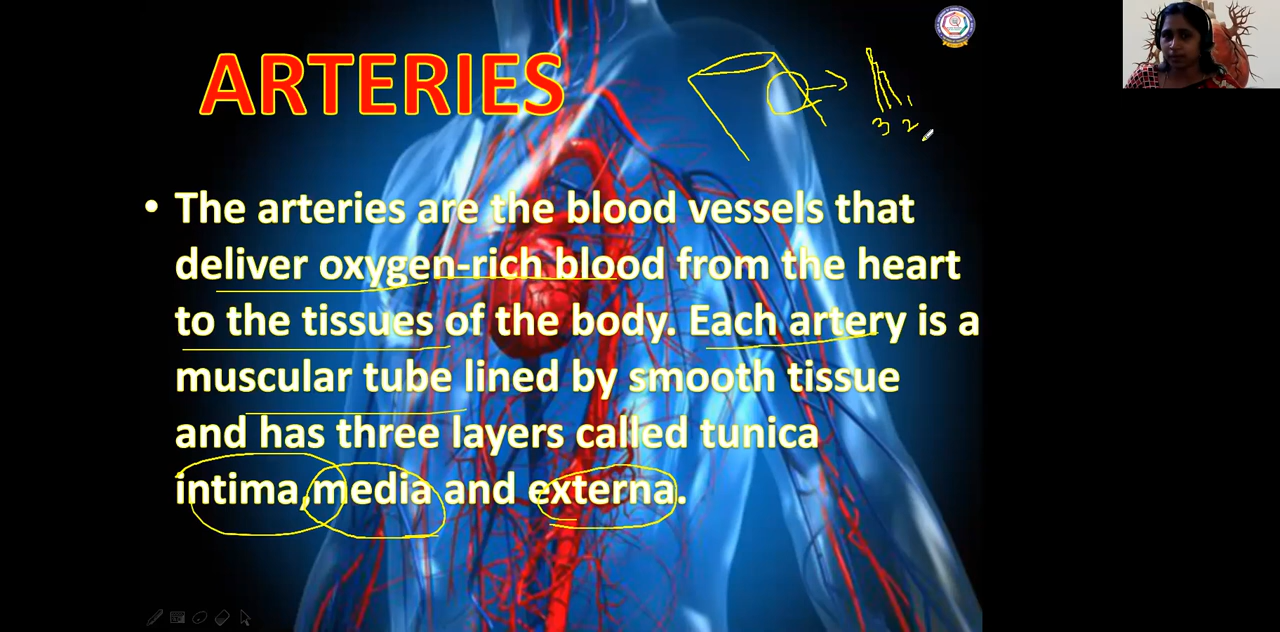 ARTERIES
3 2 1
• The arteries are the blood vessels that
deliver oxygen-rich blood from the heart
to the tissues of the body. Each artery is a
muscular tube lined by smooth tissue
and has three layers called tunica
intima,media and externa.